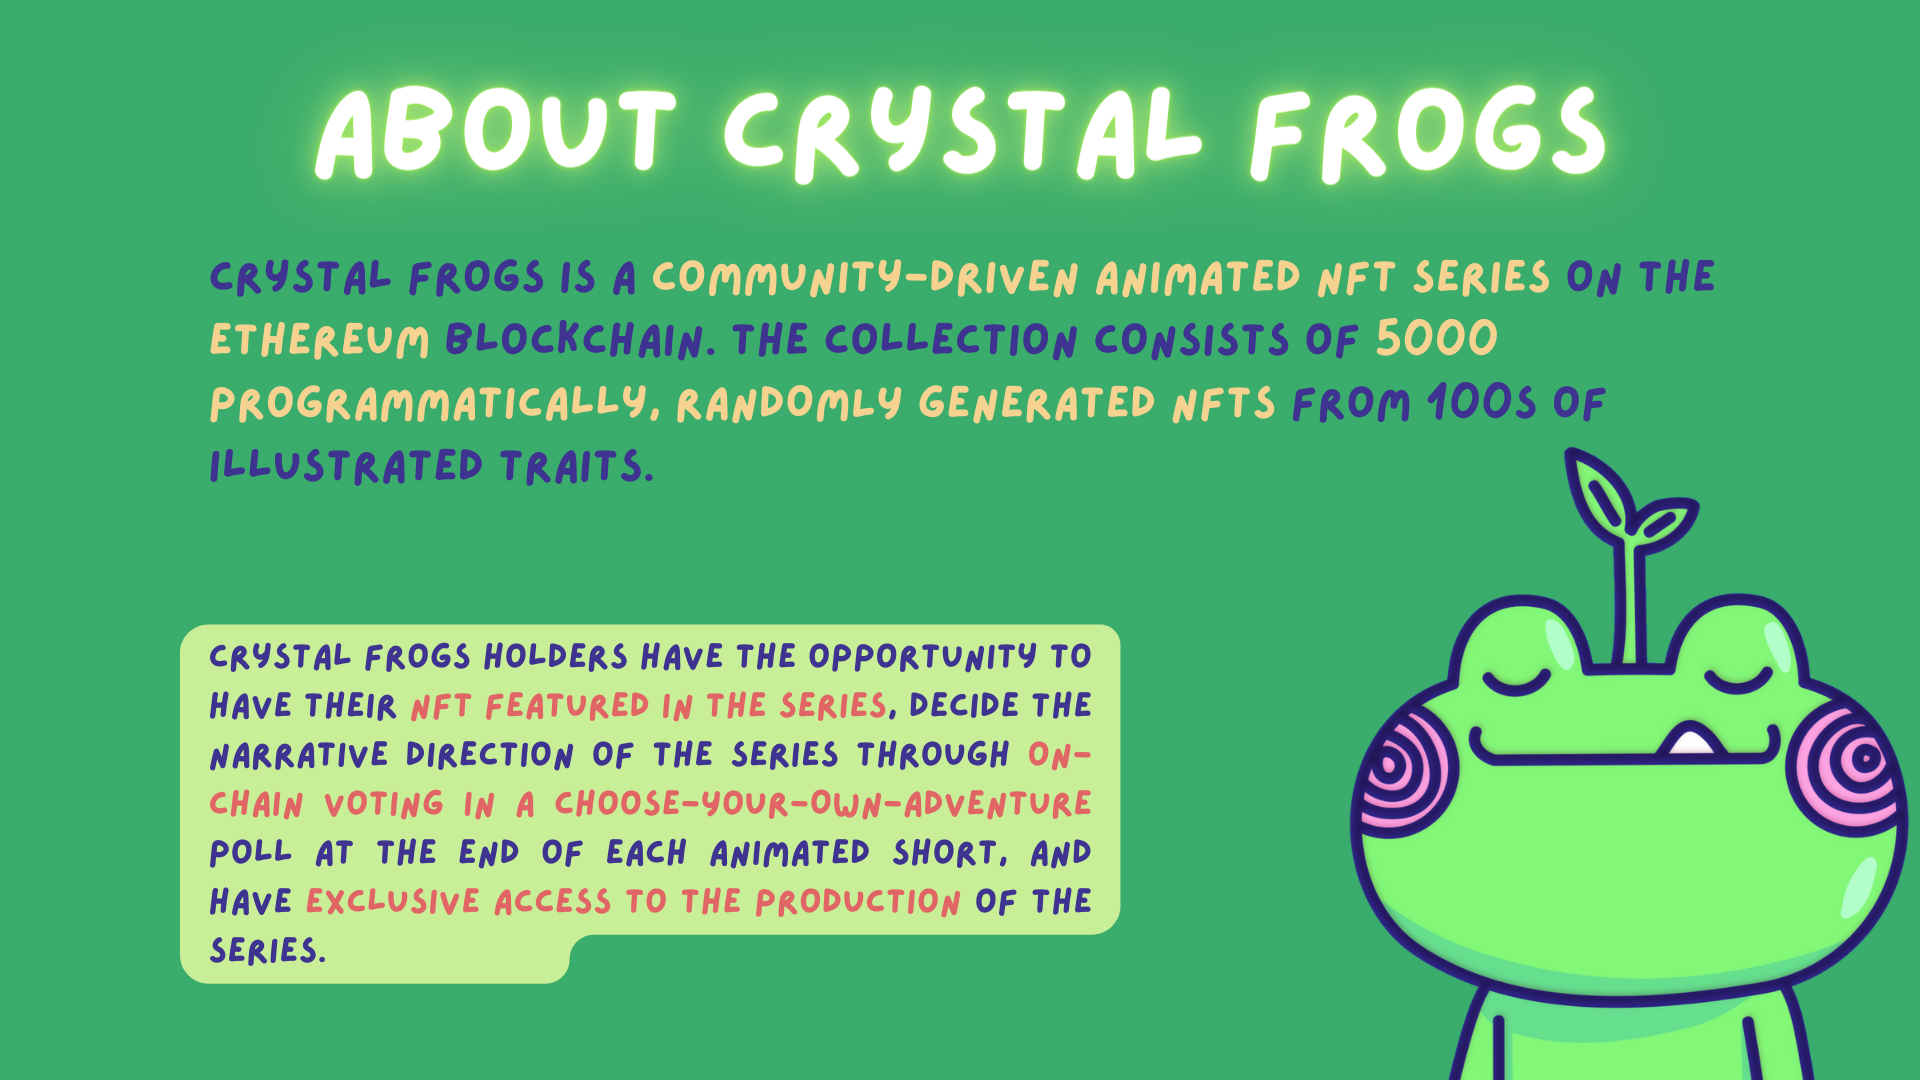 ABOUT CRYSTAL FROGS
CRYSTAL FROGS IS A COMMUNITY-DRIVEN ANIMATED NFT SERIES ON THE
ETHEREUM BLOCKCHAIN. THE COLLECTION CONSISTS OF 5000
PROGRAMMATICALLY, RANDOMLY GENERATED NFTS FROM 100S OF
ILLUSTRATED TRAITS.
CRYSTAL FROGS HOLDERS HAVE THE OPPORTUNITY TO
HAVE THEIR NFT FEATURED IN THE SERIES, DECIDE THE
NARRATIVE DIRECTION OF THE SERIES THROUGH ON-
CHAIN VOTING IN A CHOOSE-YOUR-OWN-ADVENTURE
POLL AT THE END OF EACH ANIMATED SHORT, AND
HAVE EXCLUSIVE ACCESS TO THE PRODUCTION OF THE
SERIES.